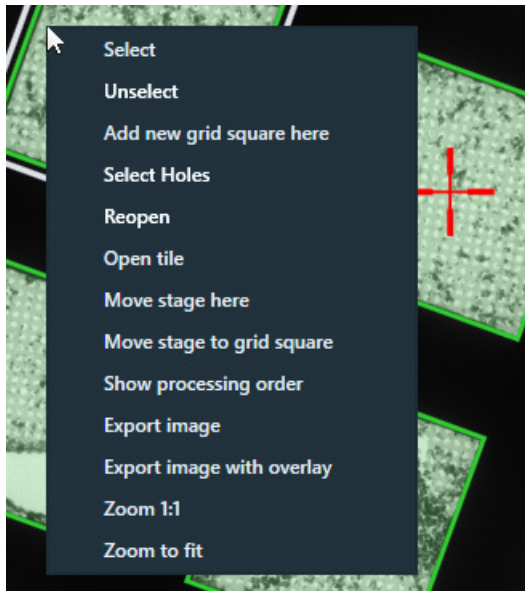 Select
Unselect
Add new grid square here
Select Holes
Reopen
Open tile
Move stage here
Move stage to grid square
Show processing order
Export image
Export image with overlay
Zoom 1:1
Zoom to fit